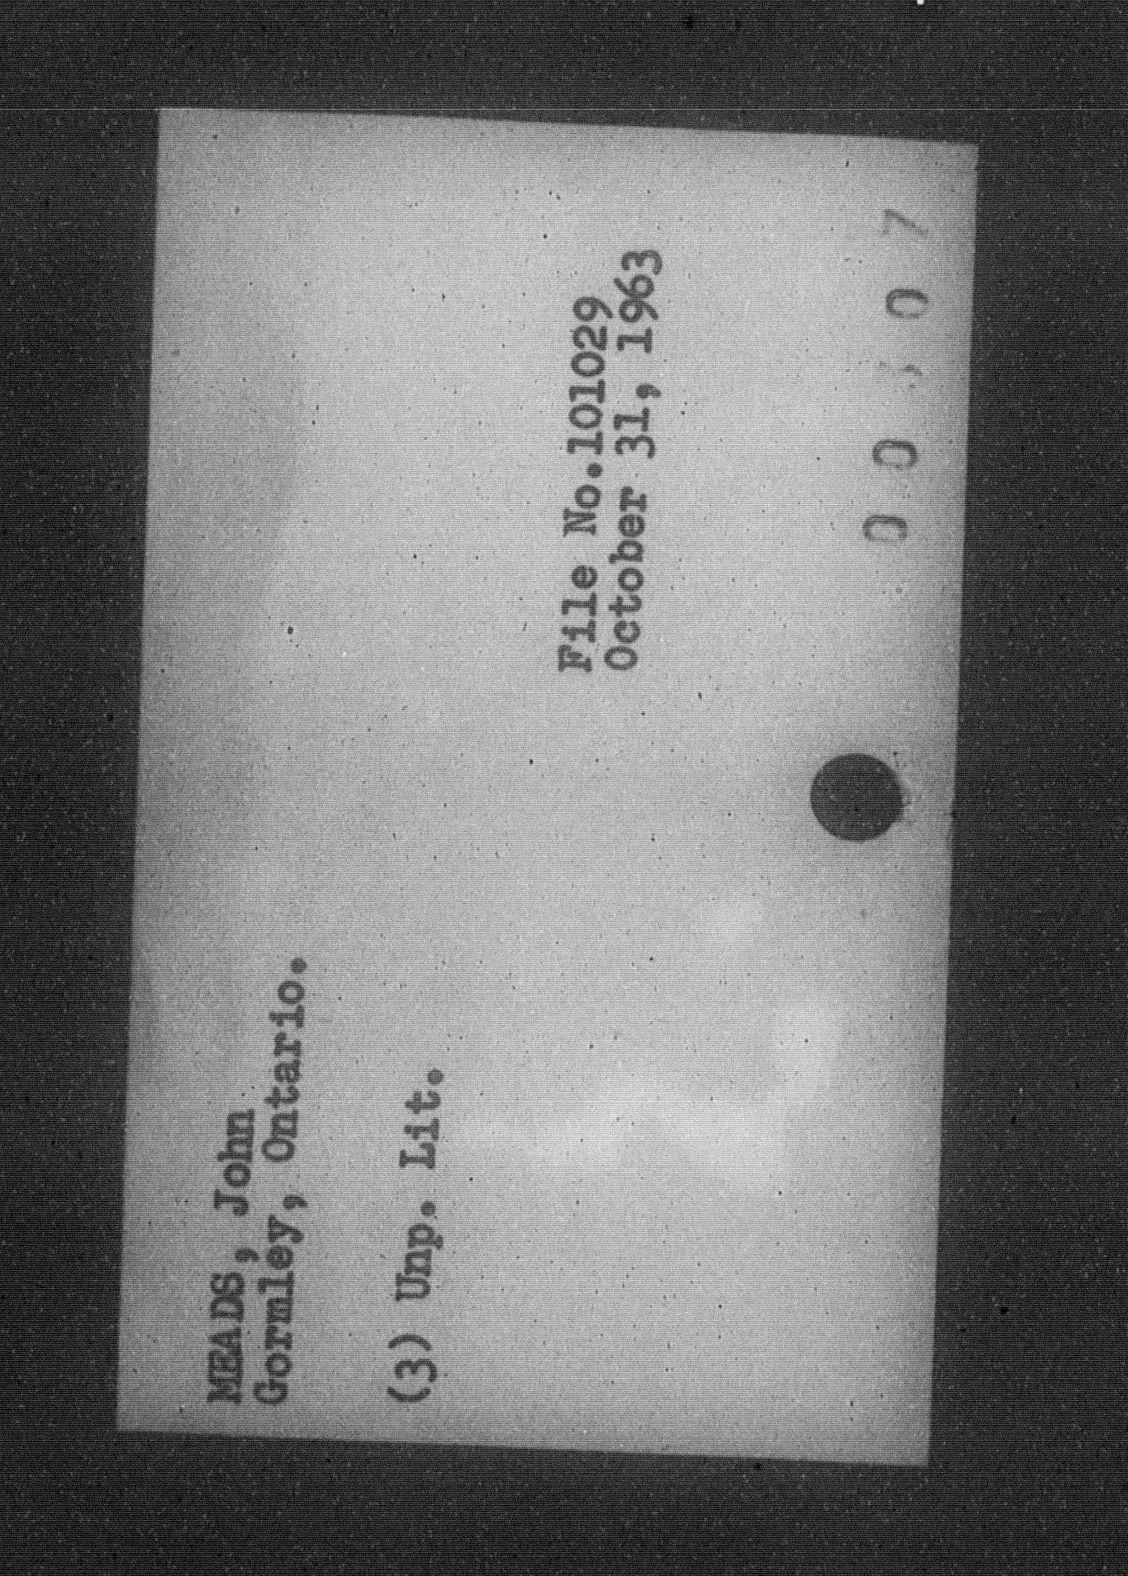 MEADS, John
Gormley, Ontario.
(3) Unp. Lit.
File No.101029
October 31, 1963